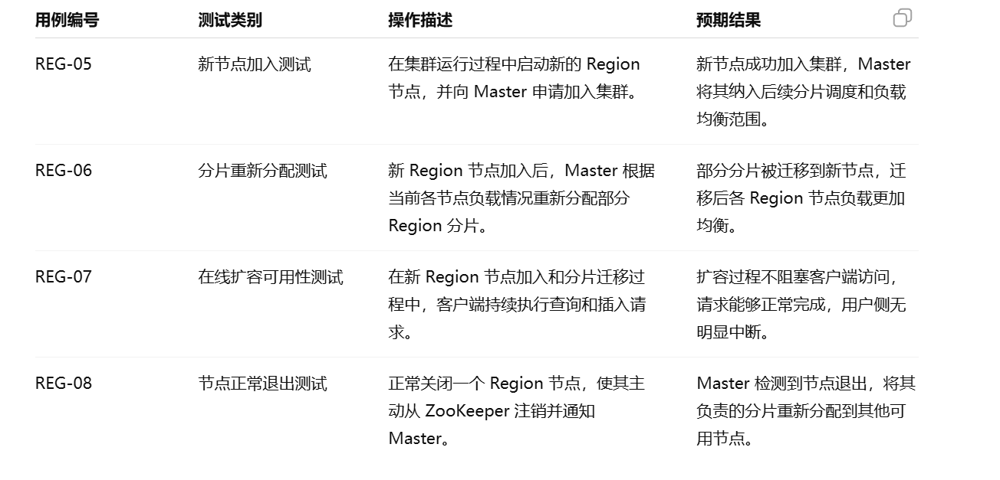 用例编号 测试类别 操作描述 预期结果
REG-05 新节点加入测试 在集群运行过程中启动新的 Region 新节点成功加入集群，Master
节点，并向 Master 申请加入集群。 将其纳入后续分片调度和负载
均衡范围。
REG-06 分片重新分配测试 新 Region 节点加入后，Master 根据 部分分片被迁移到新节点，迁
当前各节点负载情况重新分配部分 移后各 Region 节点负载更加
Region 分片。 均衡。
REG-07 在线扩容可用性测试 在新 Region 节点加入和分片迁移过 扩容过程不阻塞客户端访问，
程中，客户端持续执行查询和插入请 请求能够正常完成，用户侧无
求。 明显中断。
REG-08 节点正常退出测试 正常关闭一个 Region 节点，使其主 Master 检测到节点退出，将其
动从 ZooKeeper 注销并通知 负责的分片重新分配到其他可
Master。 用节点。